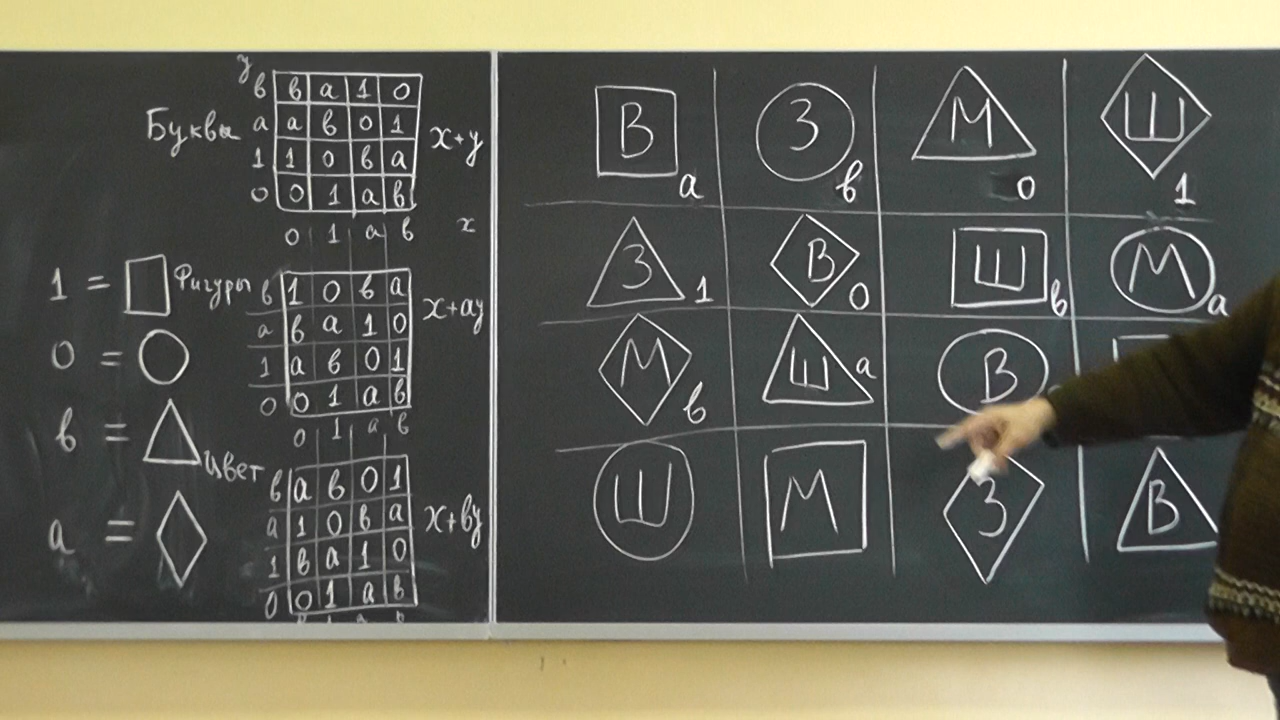 y
в в а 1 0
Буквы а а в 0 1 x+y
1 1 0 в а
0 0 1 а в
0 1 а в x
1 = Фигуры
в 1 0 в а x+ay
а в а 1 0
1 а в 0 1
0 0 1 а в
0 1 а в
0 =
в = Цвет
в а в 0 1
а 1 0 в а x+вy
1 в а 1 0
0 0 1 а в
а =
В а З в М 0 Ш 1
З 1 В 0 Ш в М а
М в Ш а В
Ш М З В